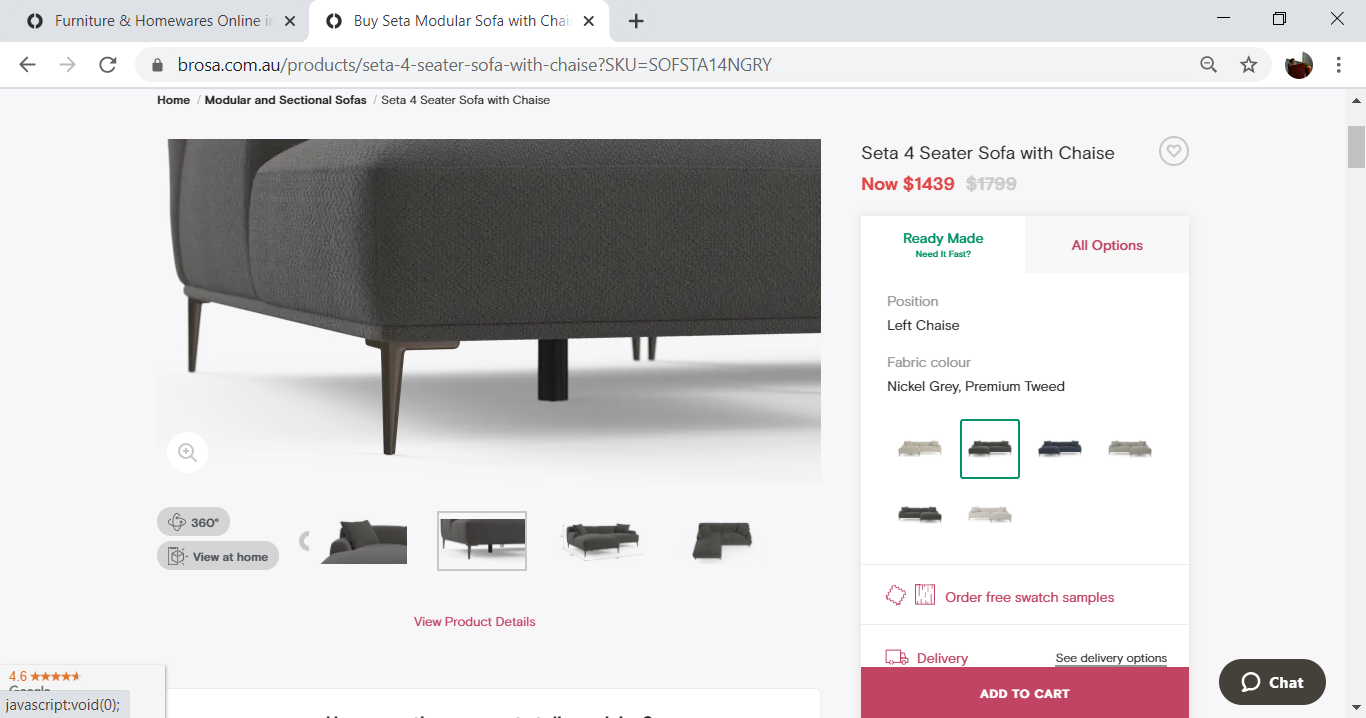 Furniture & Homewares Online in
Buy Seta Modular Sofa with Chai
brosa.com.au/products/seta-4-seater-sofa-with-chaise?SKU=SOFSTA14NGRY
Home / Modular and Sectional Sofas / Seta 4 Seater Sofa with Chaise
Seta 4 Seater Sofa with Chaise
Now $1439 $1799
Ready Made
Need It Fast?
All Options
Position
Left Chaise
Fabric colour
Nickel Grey, Premium Tweed
360°
View at home
View Product Details
Order free swatch samples
Delivery
See delivery options
ADD TO CART
Chat
4.6
Google
javascript:void(0);